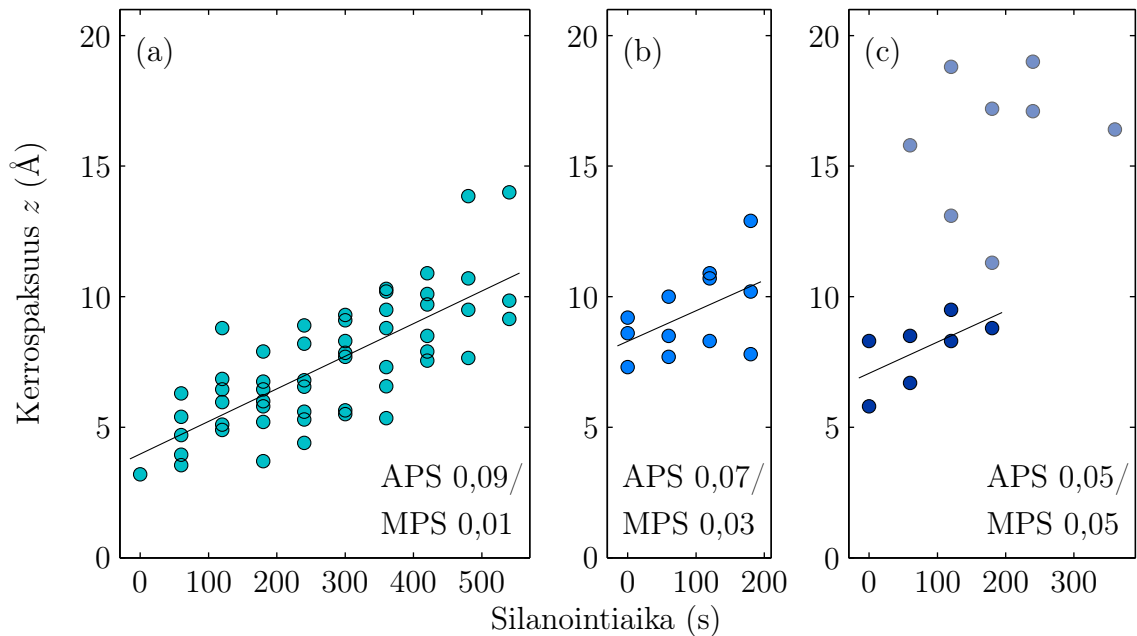 Kerrospaksuus z (Å)
20
15
10
5
0
(a)
APS 0,09/
MPS 0,01
0 100 200 300 400 500
20
15
10
5
0
(b)
APS 0,07/
MPS 0,03
0 100 200
20
15
10
5
0
(c)
APS 0,05/
MPS 0,05
0 100 200 300
Silanointiaika (s)